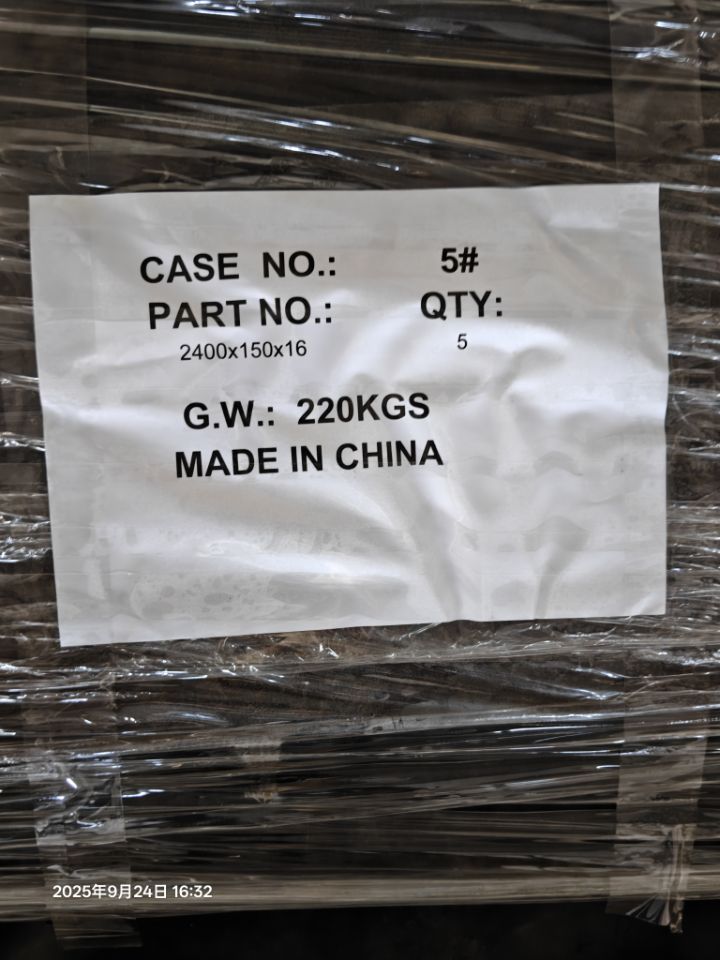 CASE NO.: 5#
PART NO.: QTY:
2400x150x16 5
G.W.: 220KGS
MADE IN CHINA
2025年9月24日 16:32